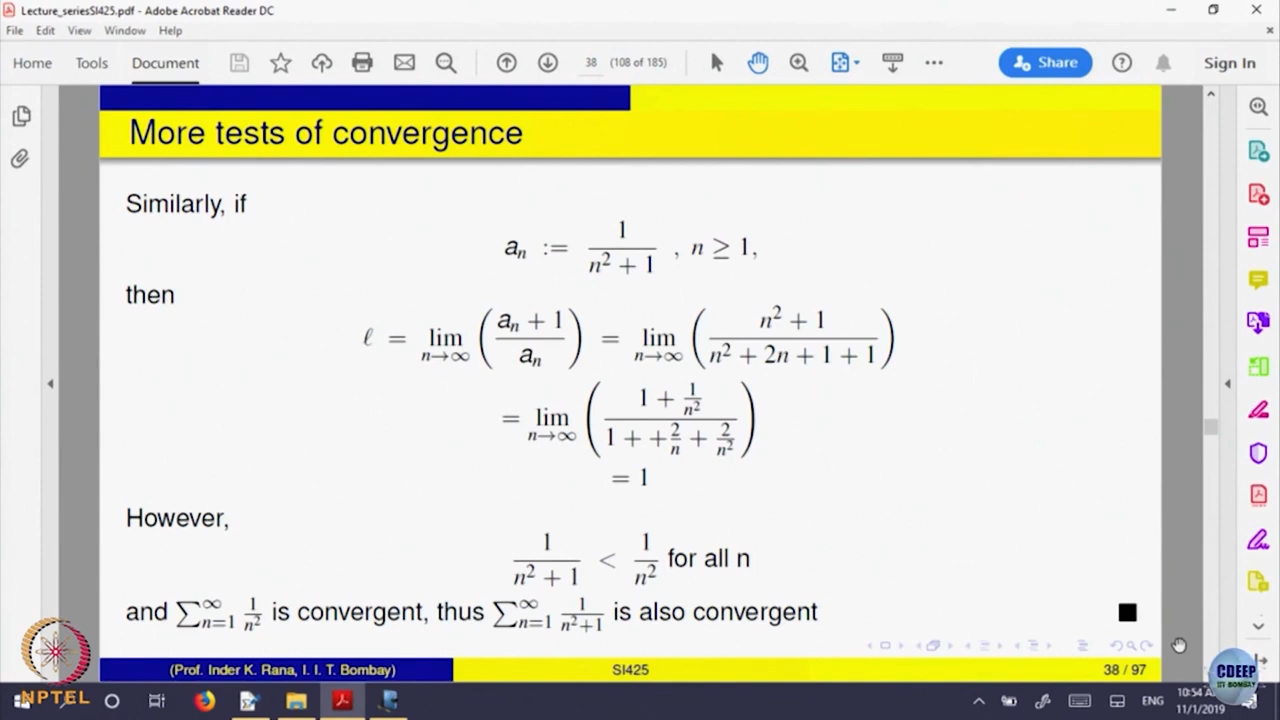 Lecture_seriesSI425.pdf - Adobe Acrobat Reader DC
File Edit View Window Help
Home Tools Document 38 (108 of 185) Share Sign In
More tests of convergence
Similarly, if
aₙ := 1/(n² + 1) , n ≥ 1,
then
ℓ = lim_{n→∞} ((aₙ + 1)/aₙ) = lim_{n→∞} ((n² + 1)/(n² + 2n + 1 + 1))
= lim_{n→∞} ((1 + 1/n²)/(1 + +2/n + 2/n²))
= 1
However,
1/(n² + 1) < 1/n² for all n
and ∑_{n=1}^{∞} 1/n² is convergent, thus ∑_{n=1}^{∞} 1/(n²+1) is also convergent
(Prof. Inder K. Rana, I. I. T. Bombay) SI425 38 / 97
NPTEL
CDEEP
IIT BOMBAY
ENG
10:54 A
11/1/2019